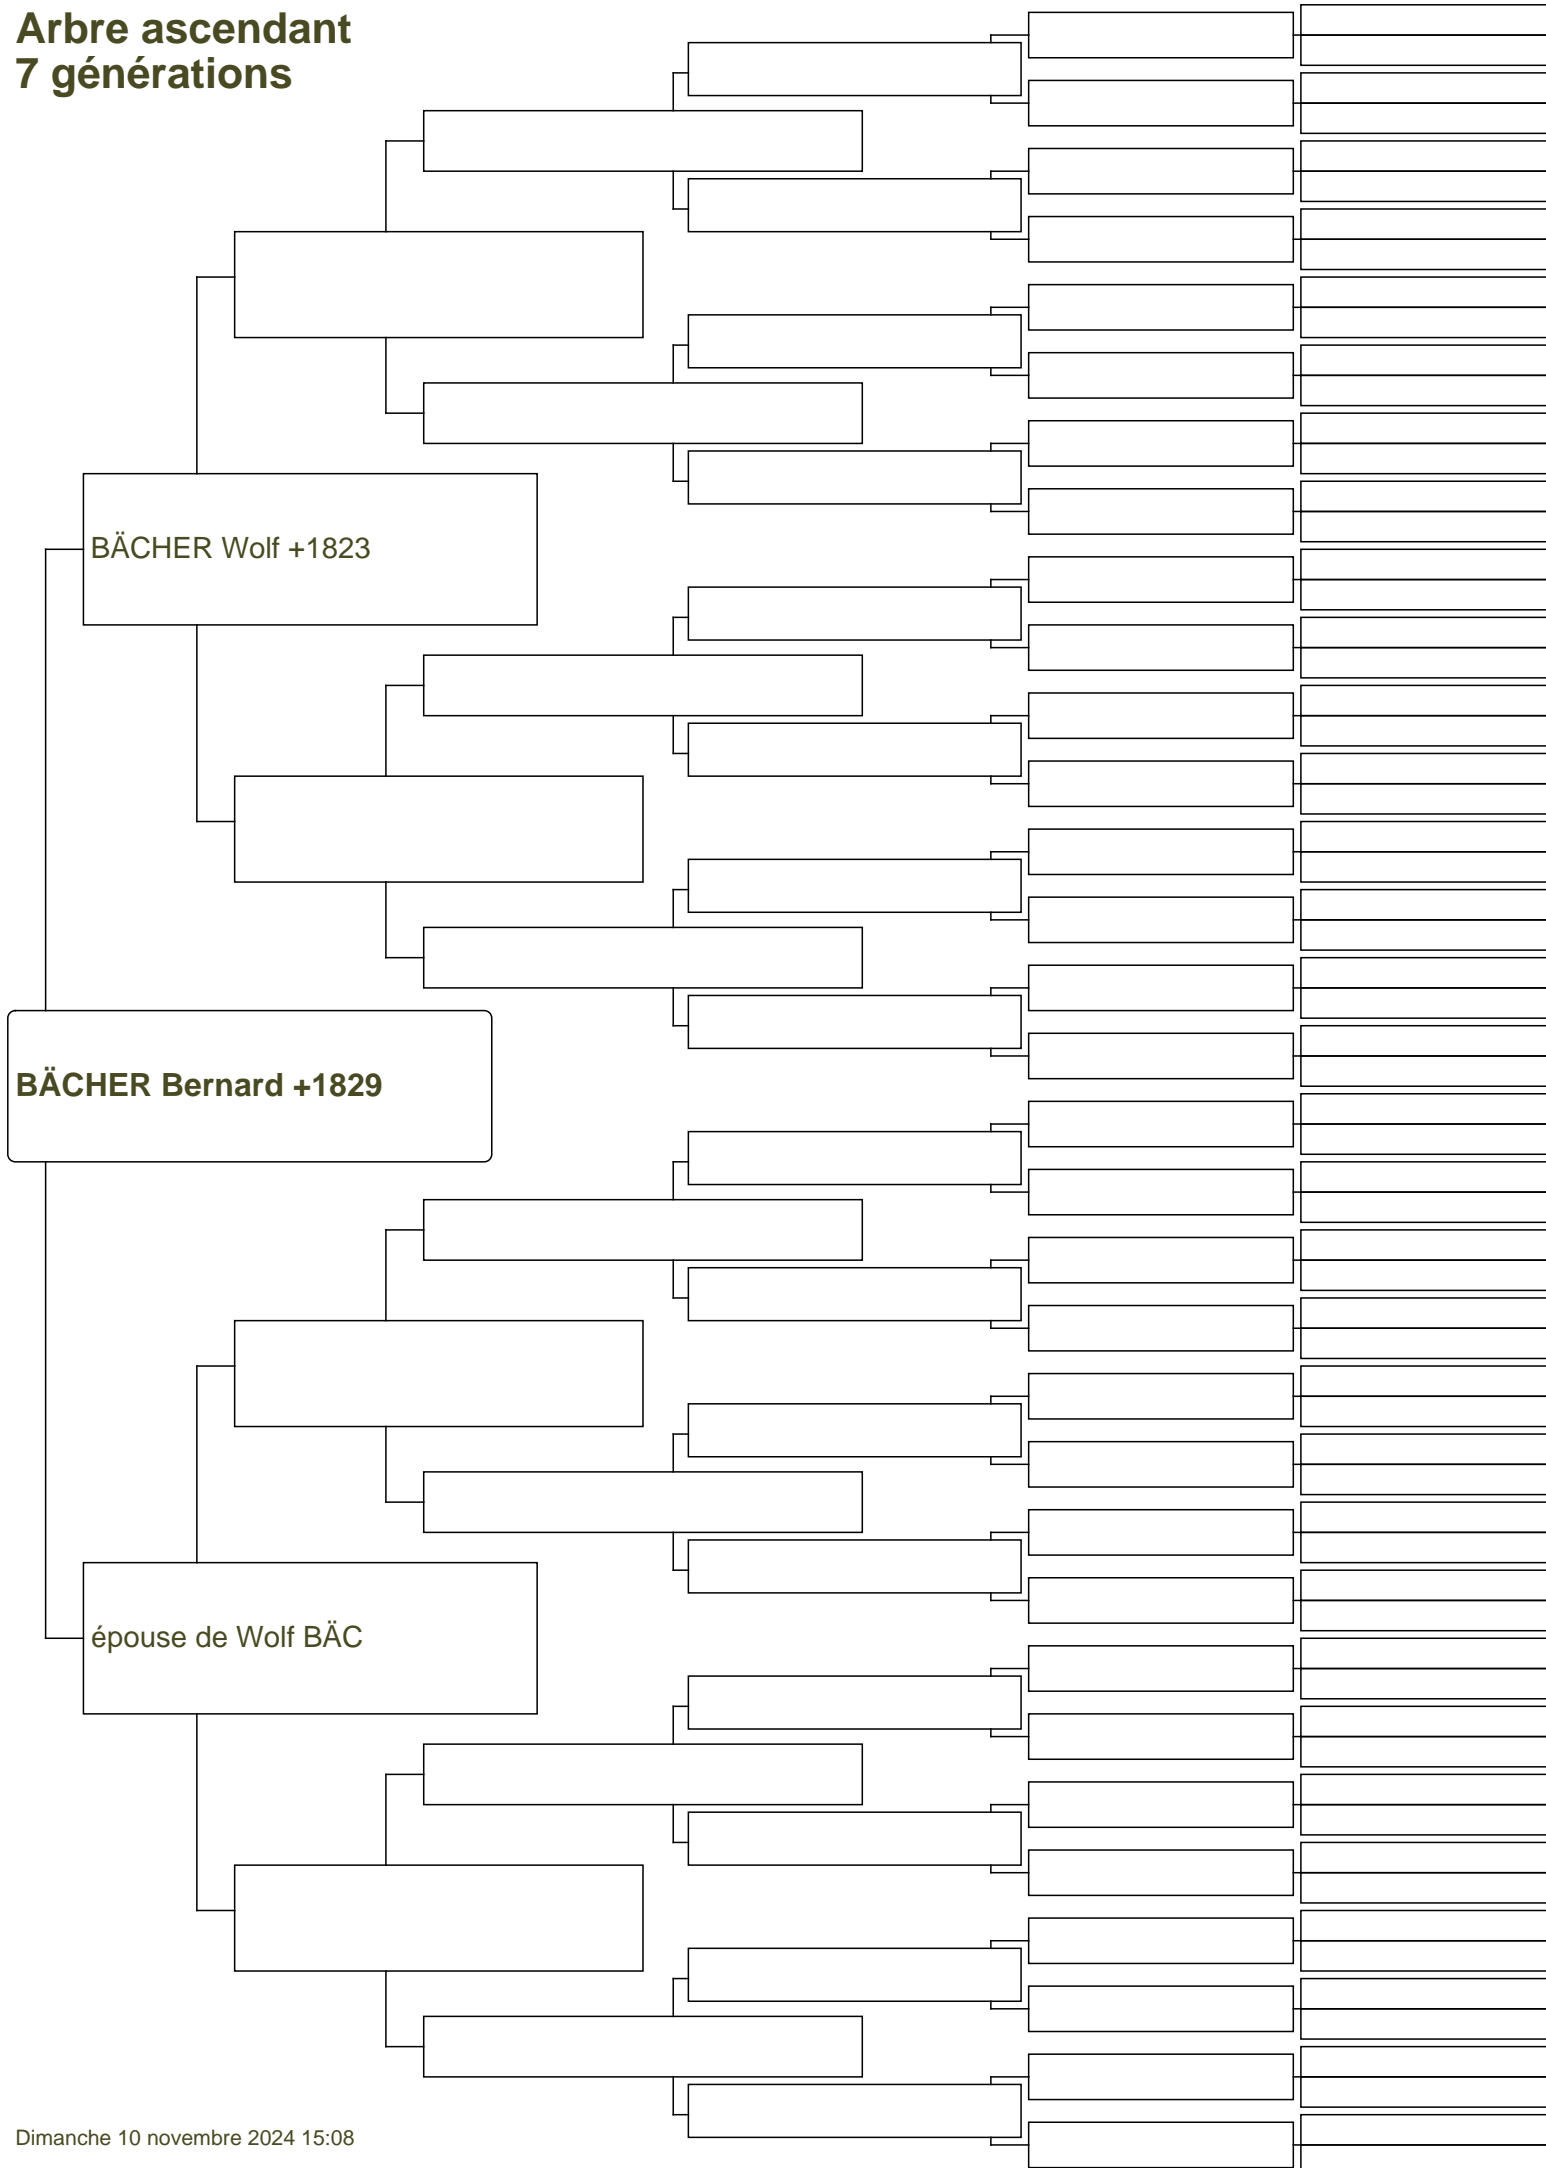 Arbre ascendant
7 générations
BÄCHER Wolf +1823
BÄCHER Bernard +1829
épouse de Wolf BÄC
Dimanche 10 novembre 2024 15:08